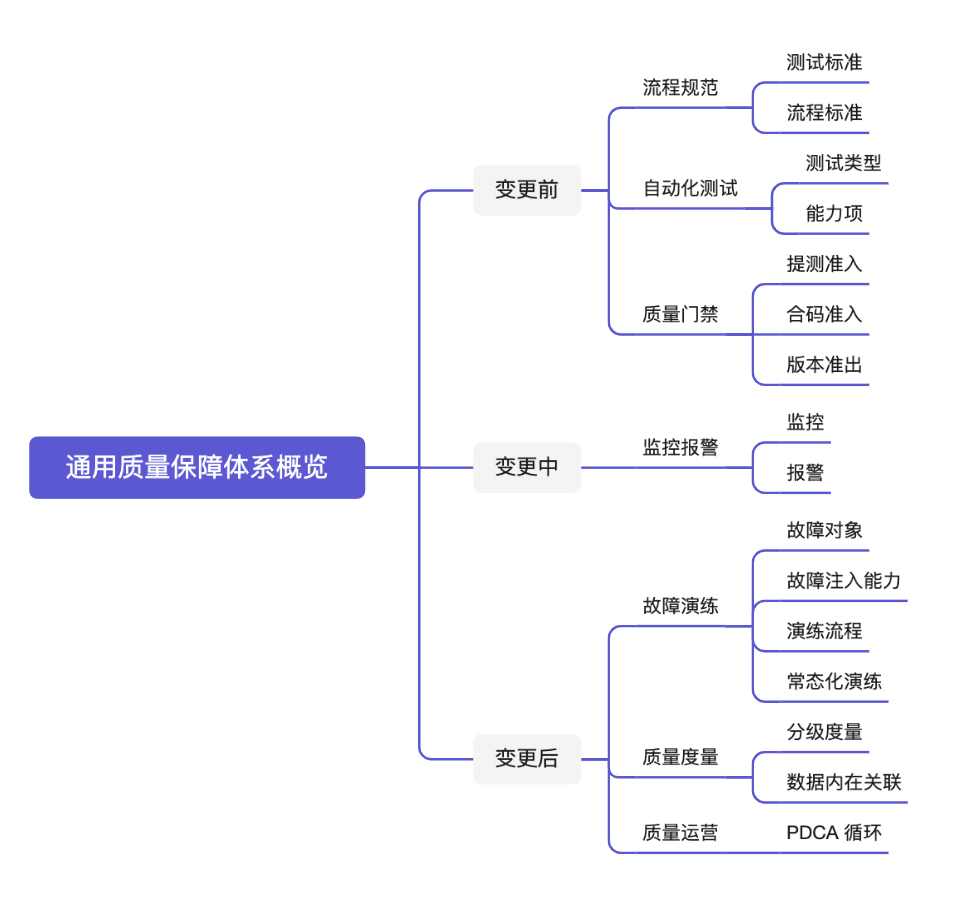 通用质量保障体系概览
变更前
流程规范
测试标准
流程标准
自动化测试
测试类型
能力项
质量门禁
提测准入
合码准入
版本准出
变更中
监控报警
监控
报警
变更后
故障演练
故障对象
故障注入能力
演练流程
常态化演练
质量度量
分级度量
数据内在关联
质量运营
PDCA 循环